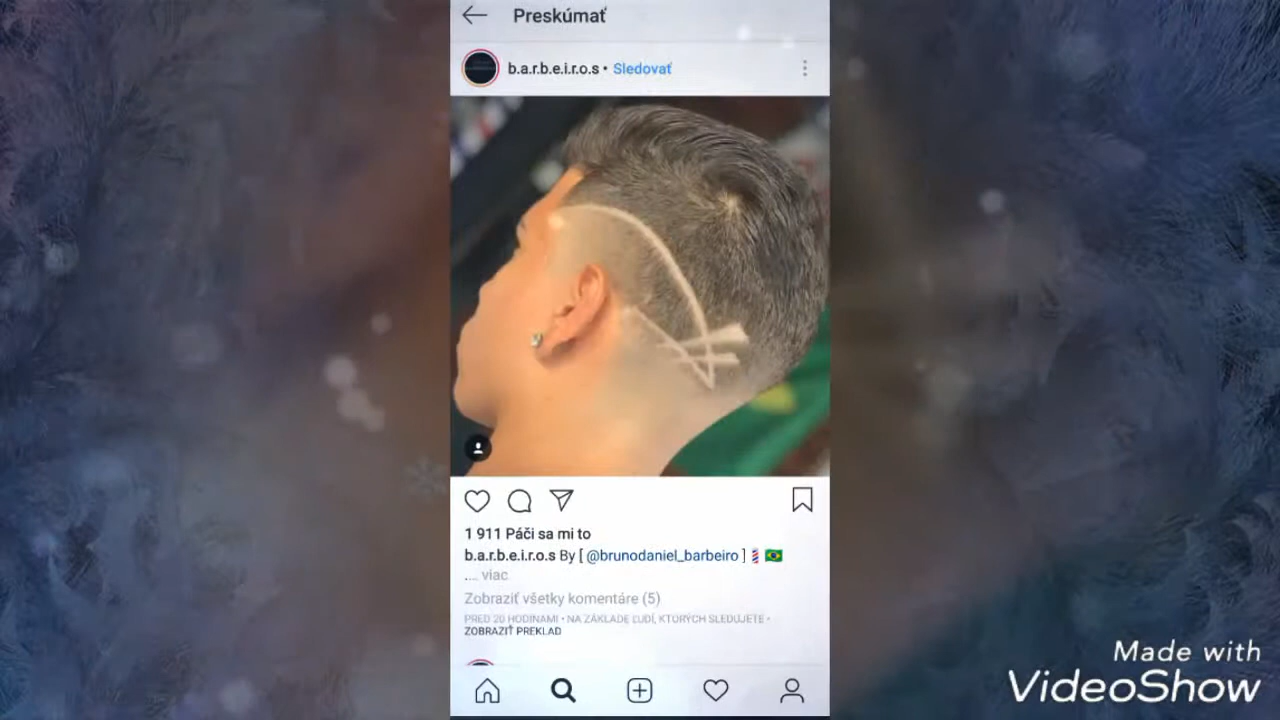 Preskúmať
b.a.r.b.e.i.r.o.s • Sledovať
1 911 Páči sa mi to
b.a.r.b.e.i.r.o.s By [ @brunodaniel_barbeiro ] 💈 🇧🇷
.... viac
Zobraziť všetky komentáre (5)
PRED 20 HODINAMI • NA ZÁKLADE ĽUDÍ, KTORÝCH SLEDUJETE •
ZOBRAZIŤ PREKLAD
Made with
VideoShow